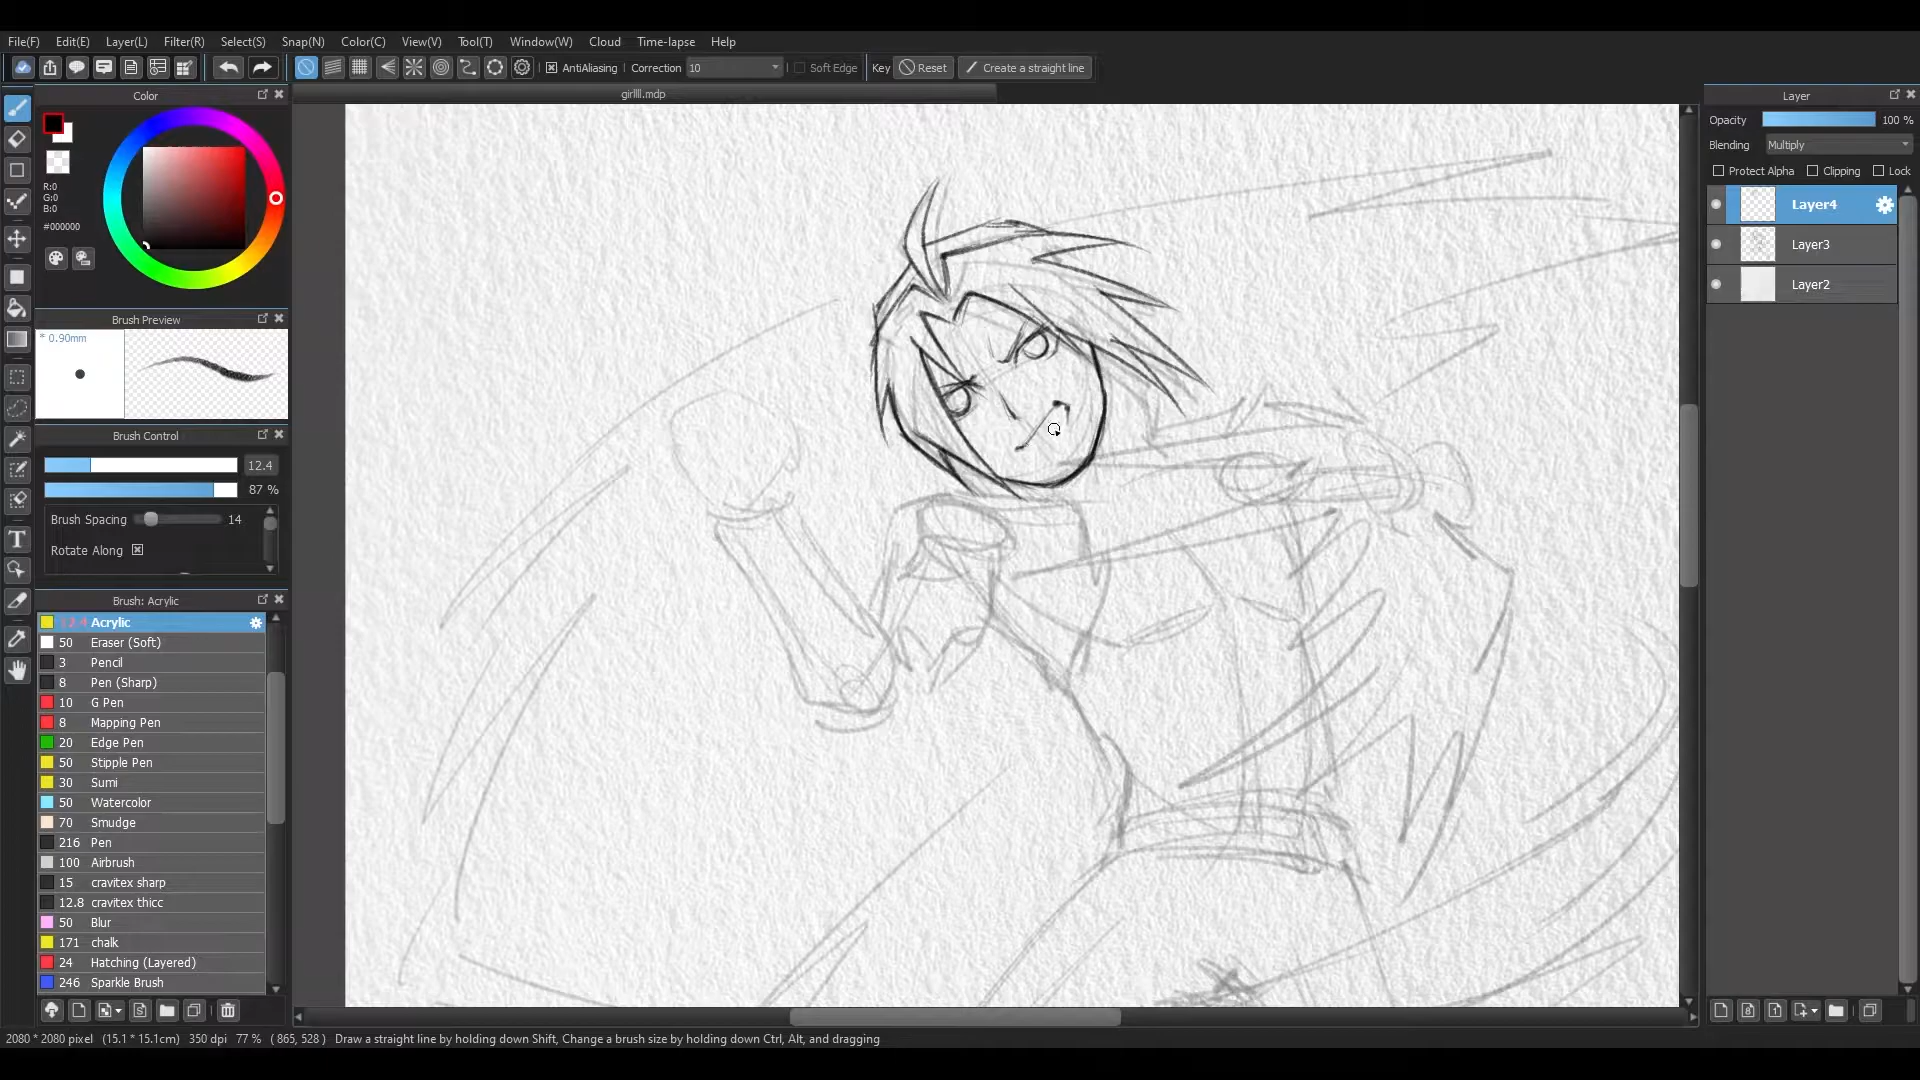 File(F) Edit(E) Layer(L) Filter(R) Select(S) Snap(N) Color(C) View(V) Tool(T) Window(W) Cloud Time-lapse Help
AntiAliasing Correction 10 Soft Edge Key Reset Create a straight line
Color
girllll.mdp
R:0
G:0
B:0
#000000
Brush Preview
* 0.90mm
Brush Control
12.4
87 %
Brush Spacing 14
Rotate Along
Brush: Acrylic
12.4 Acrylic
50 Eraser (Soft)
3 Pencil
8 Pen (Sharp)
10 G Pen
8 Mapping Pen
20 Edge Pen
50 Stipple Pen
30 Sumi
50 Watercolor
70 Smudge
216 Pen
100 Airbrush
15 cravitex sharp
12.8 cravitex thicc
50 Blur
171 chalk
24 Hatching (Layered)
246 Sparkle Brush
Layer
Opacity 100 %
Blending Multiply
Protect Alpha Clipping Lock
Layer4
Layer3
Layer2
2080 * 2080 pixel (15.1 * 15.1cm) 350 dpi 77 % ( 865, 528 ) Draw a straight line by holding down Shift, Change a brush size by holding down Ctrl, Alt, and dragging